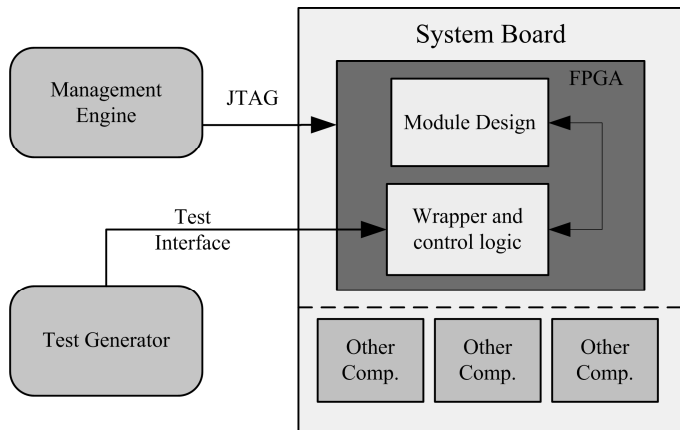 System Board
FPGA
Management
Engine
JTAG
Module Design
Test
Interface
Wrapper and
control logic
Test Generator
Other
Comp.
Other
Comp.
Other
Comp.